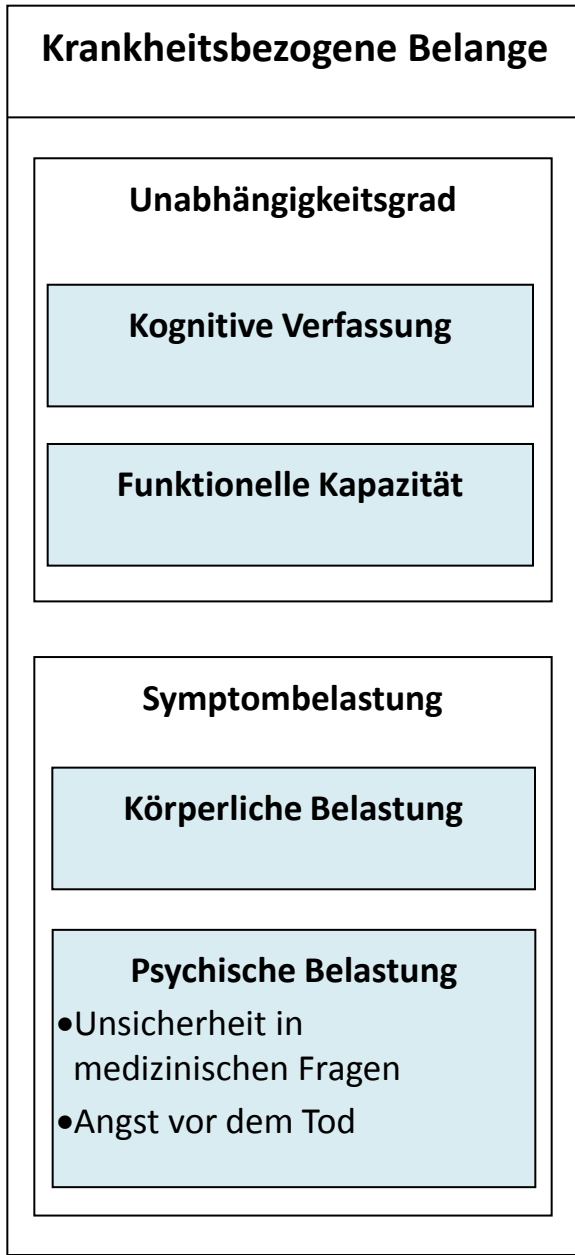 Krankheitsbezogene Belange
Unabhängigkeitsgrad
Kognitive Verfassung
Funktionelle Kapazität
Symptombelastung
Körperliche Belastung
Psychische Belastung
•Unsicherheit in
medizinischen Fragen
•Angst vor dem Tod